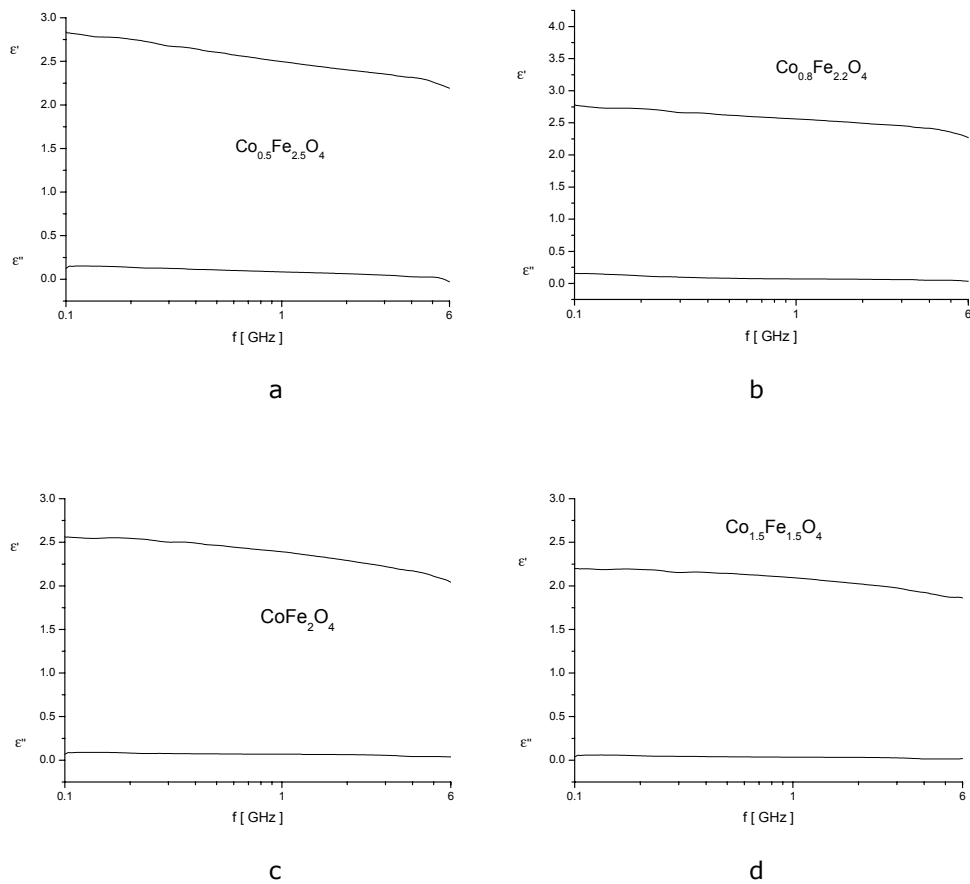 3.0
ε'
2.5
2.0
Co0.5Fe2.5O4
1.5
1.0
0.5
ε"
0.0
0.1
1
6
f [ GHz ]
a
4.0
ε'
3.5
Co0.8Fe2.2O4
3.0
2.5
2.0
1.5
1.0
0.5
ε"
0.0
0.1
1
6
f [ GHz ]
b
3.0
ε'
2.5
2.0
CoFe2O4
1.5
1.0
0.5
ε"
0.0
0.1
1
6
f [ GHz ]
c
3.0
Co1.5Fe1.5O4
2.5
ε'
2.0
1.5
1.0
0.5
ε"
0.0
0.1
1
6
f [ GHz ]
d